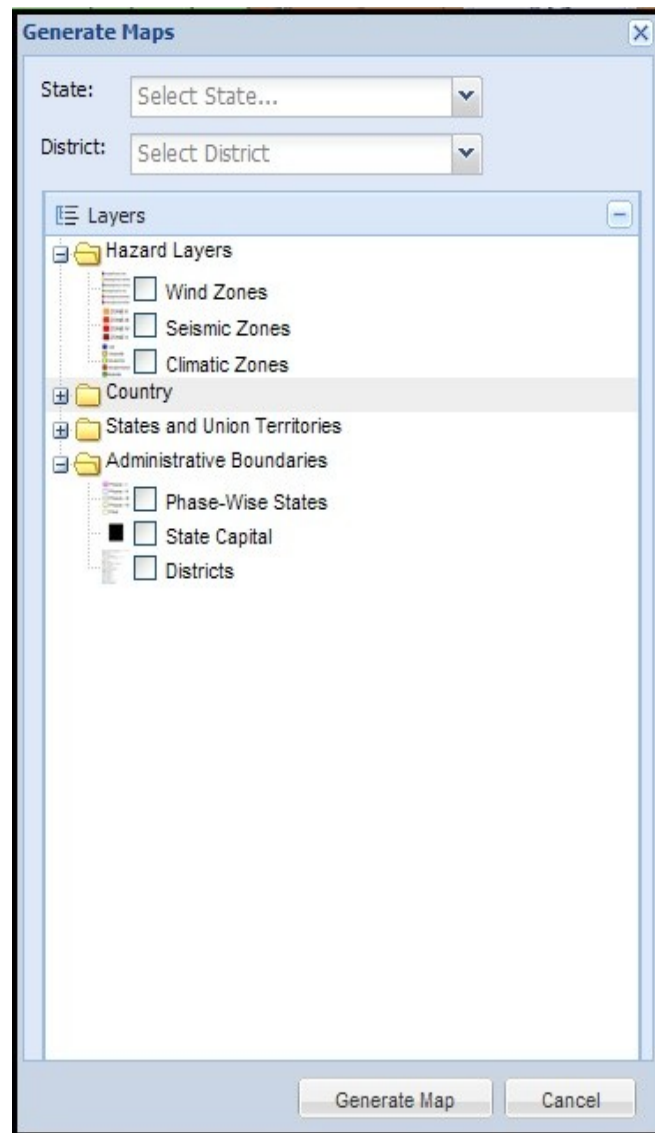 Generate Maps
State: Select State...
District: Select District
Layers
Hazard Layers
Wind Zones
Seismic Zones
Climatic Zones
Country
States and Union Territories
Administrative Boundaries
Phase-Wise States
State Capital
Districts
Generate Map Cancel